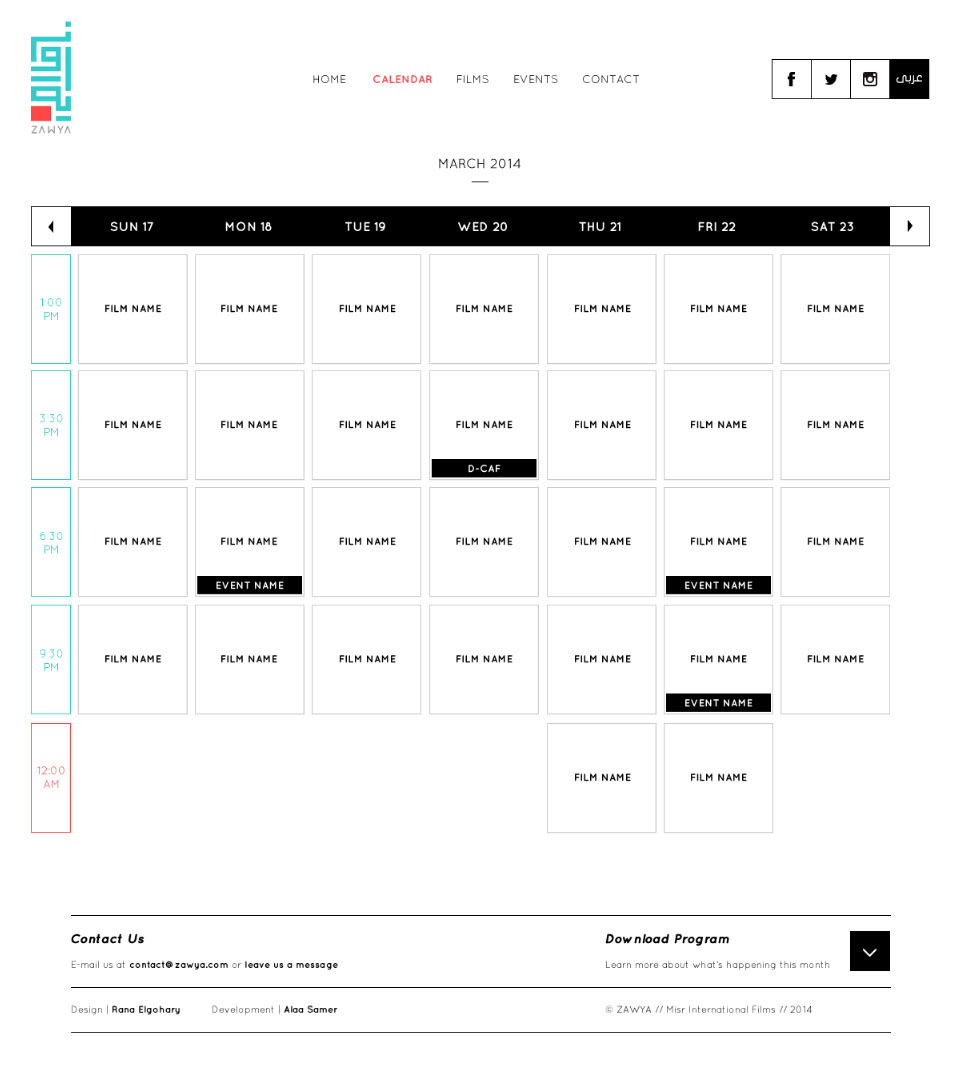 زاوية
ZAWYA
HOME CALENDAR FILMS EVENTS CONTACT
عربى
MARCH 2014
SUN 17 MON 18 TUE 19 WED 20 THU 21 FRI 22 SAT 23
1:00 PM
FILM NAME FILM NAME FILM NAME FILM NAME FILM NAME FILM NAME FILM NAME
3:30 PM
FILM NAME FILM NAME FILM NAME FILM NAME FILM NAME FILM NAME FILM NAME
D-CAF
6:30 PM
FILM NAME FILM NAME FILM NAME FILM NAME FILM NAME FILM NAME FILM NAME
EVENT NAME EVENT NAME
9:30 PM
FILM NAME FILM NAME FILM NAME FILM NAME FILM NAME FILM NAME FILM NAME
EVENT NAME
12:00 AM
FILM NAME FILM NAME
Contact Us
E-mail us at contact@zawya.com or leave us a message
Download Program
Learn more about what's happening this month
Design | Rana Elgohary Development | Alaa Samer
© ZAWYA // Misr International Films // 2014